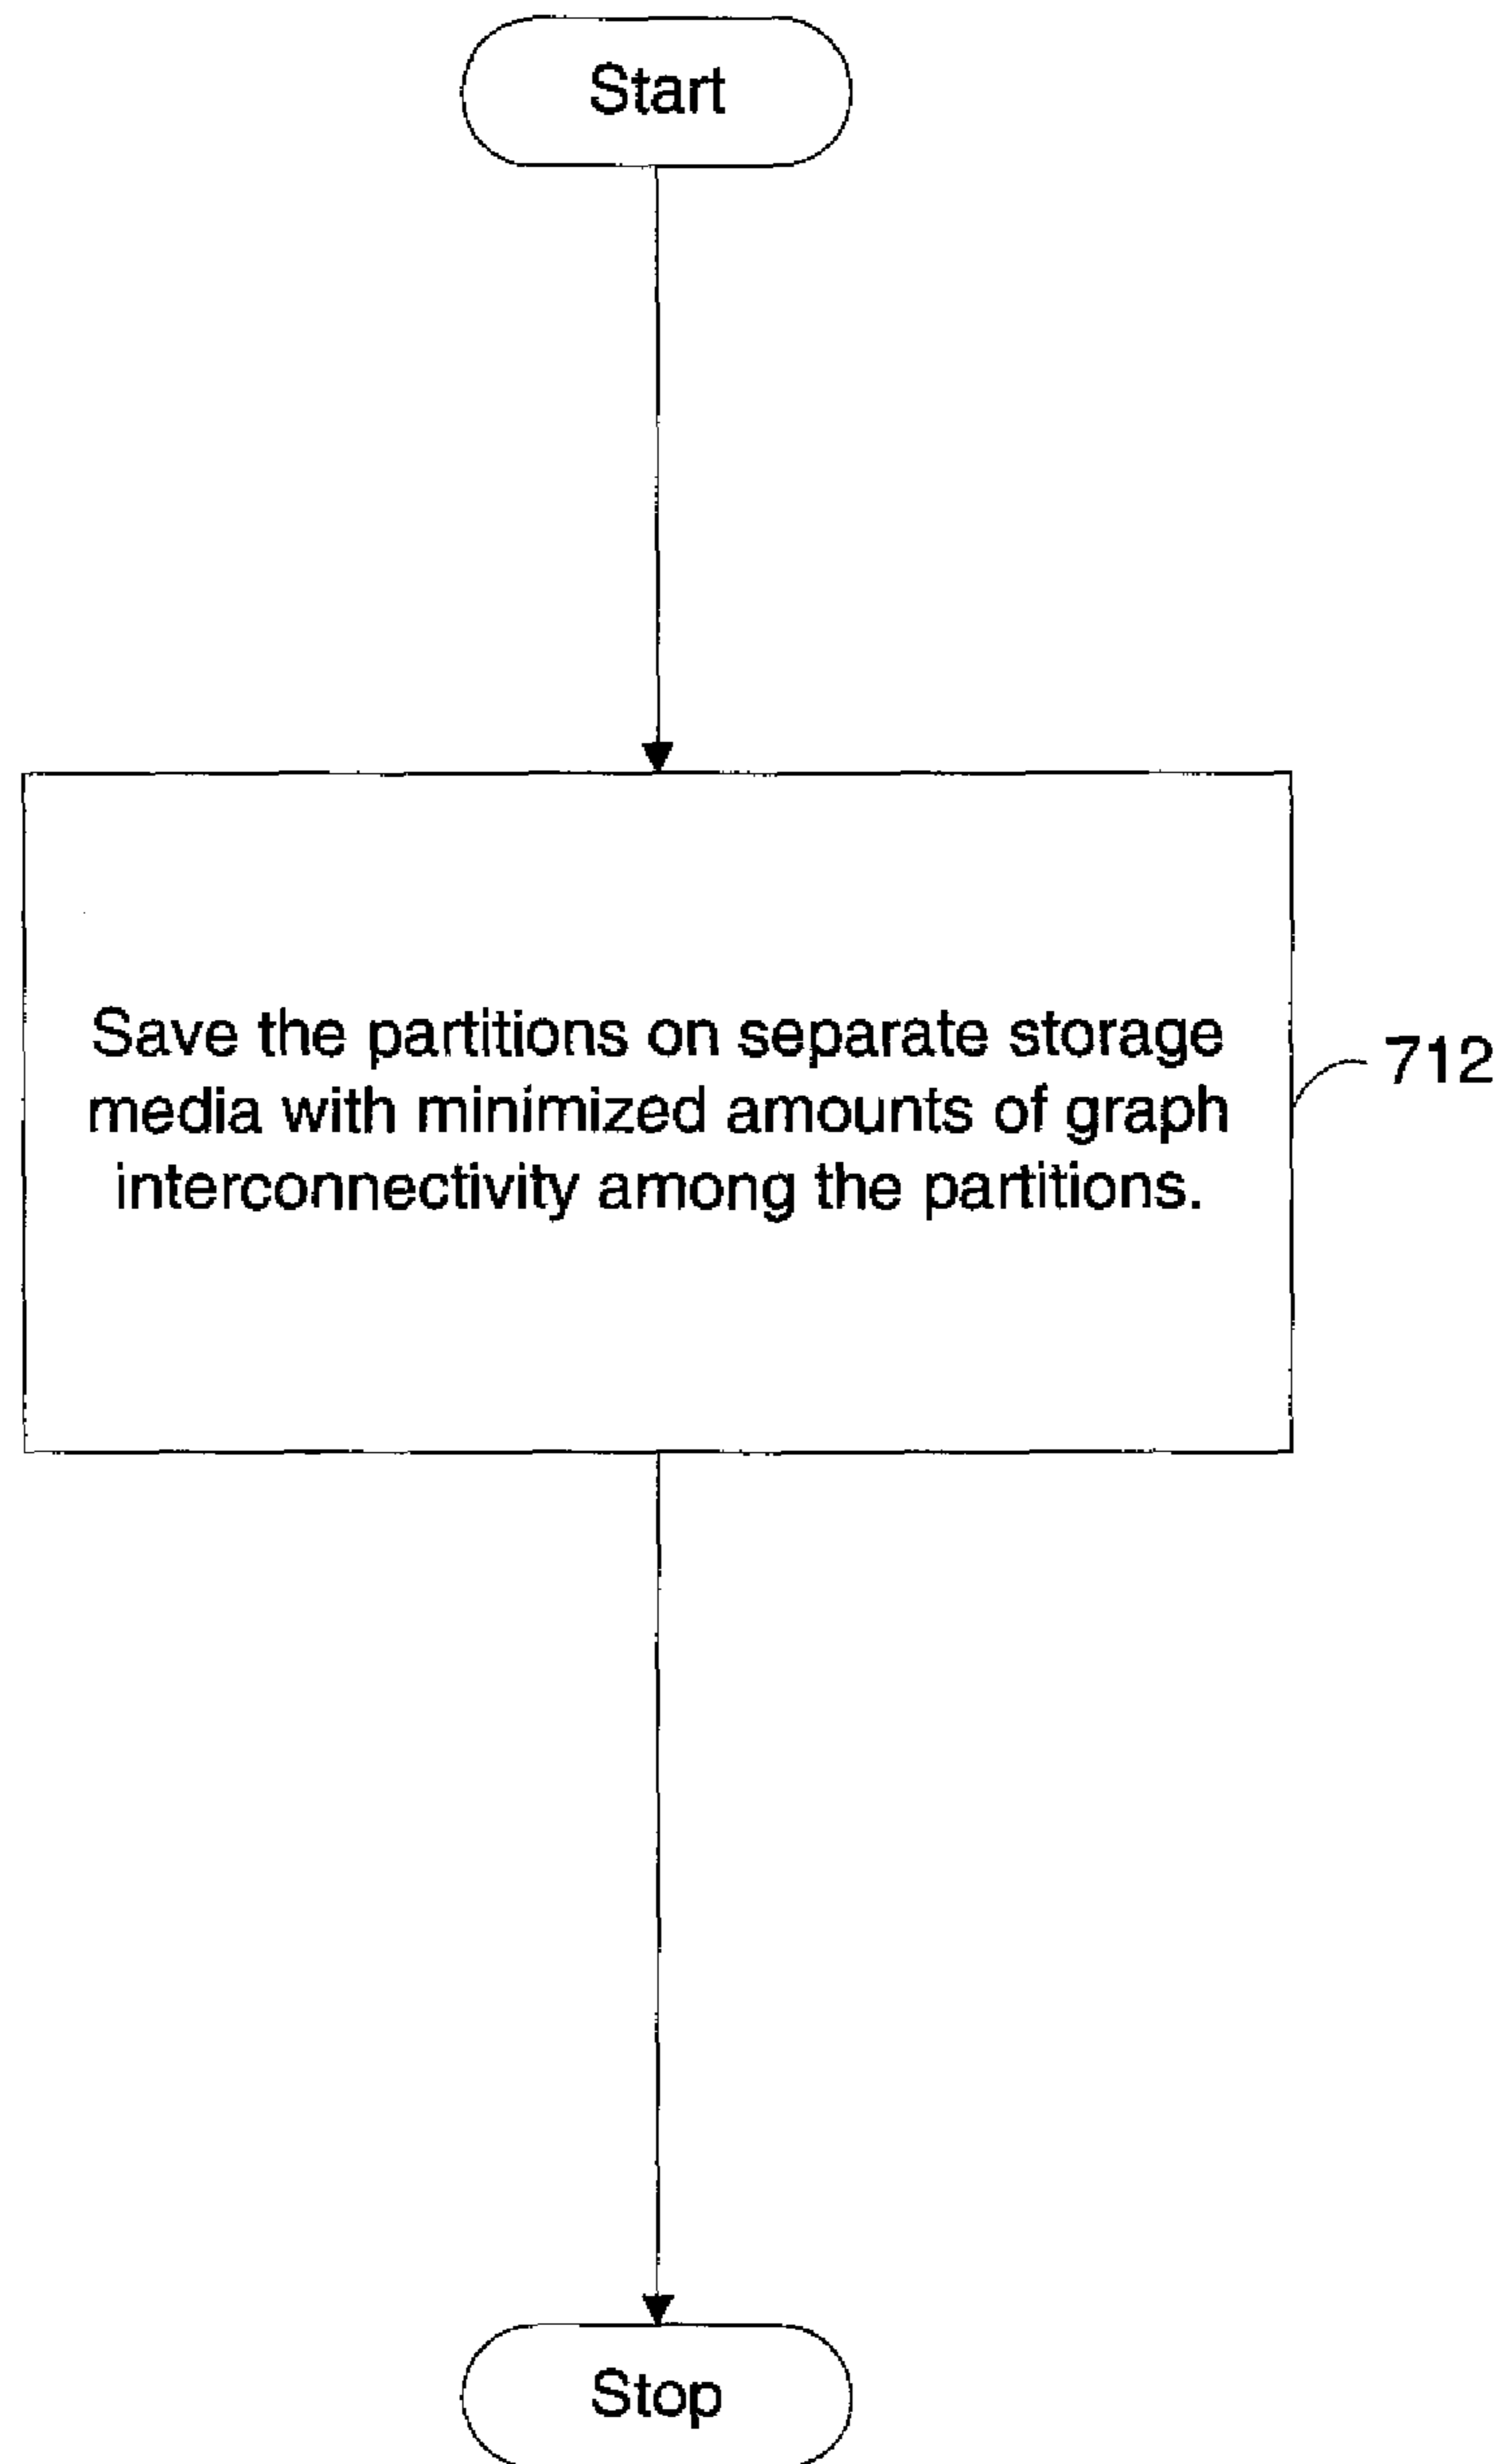 Start
Save the partitions on separate storage
media with minimized amounts of graph
interconnectivity among the partitions.
712
Stop